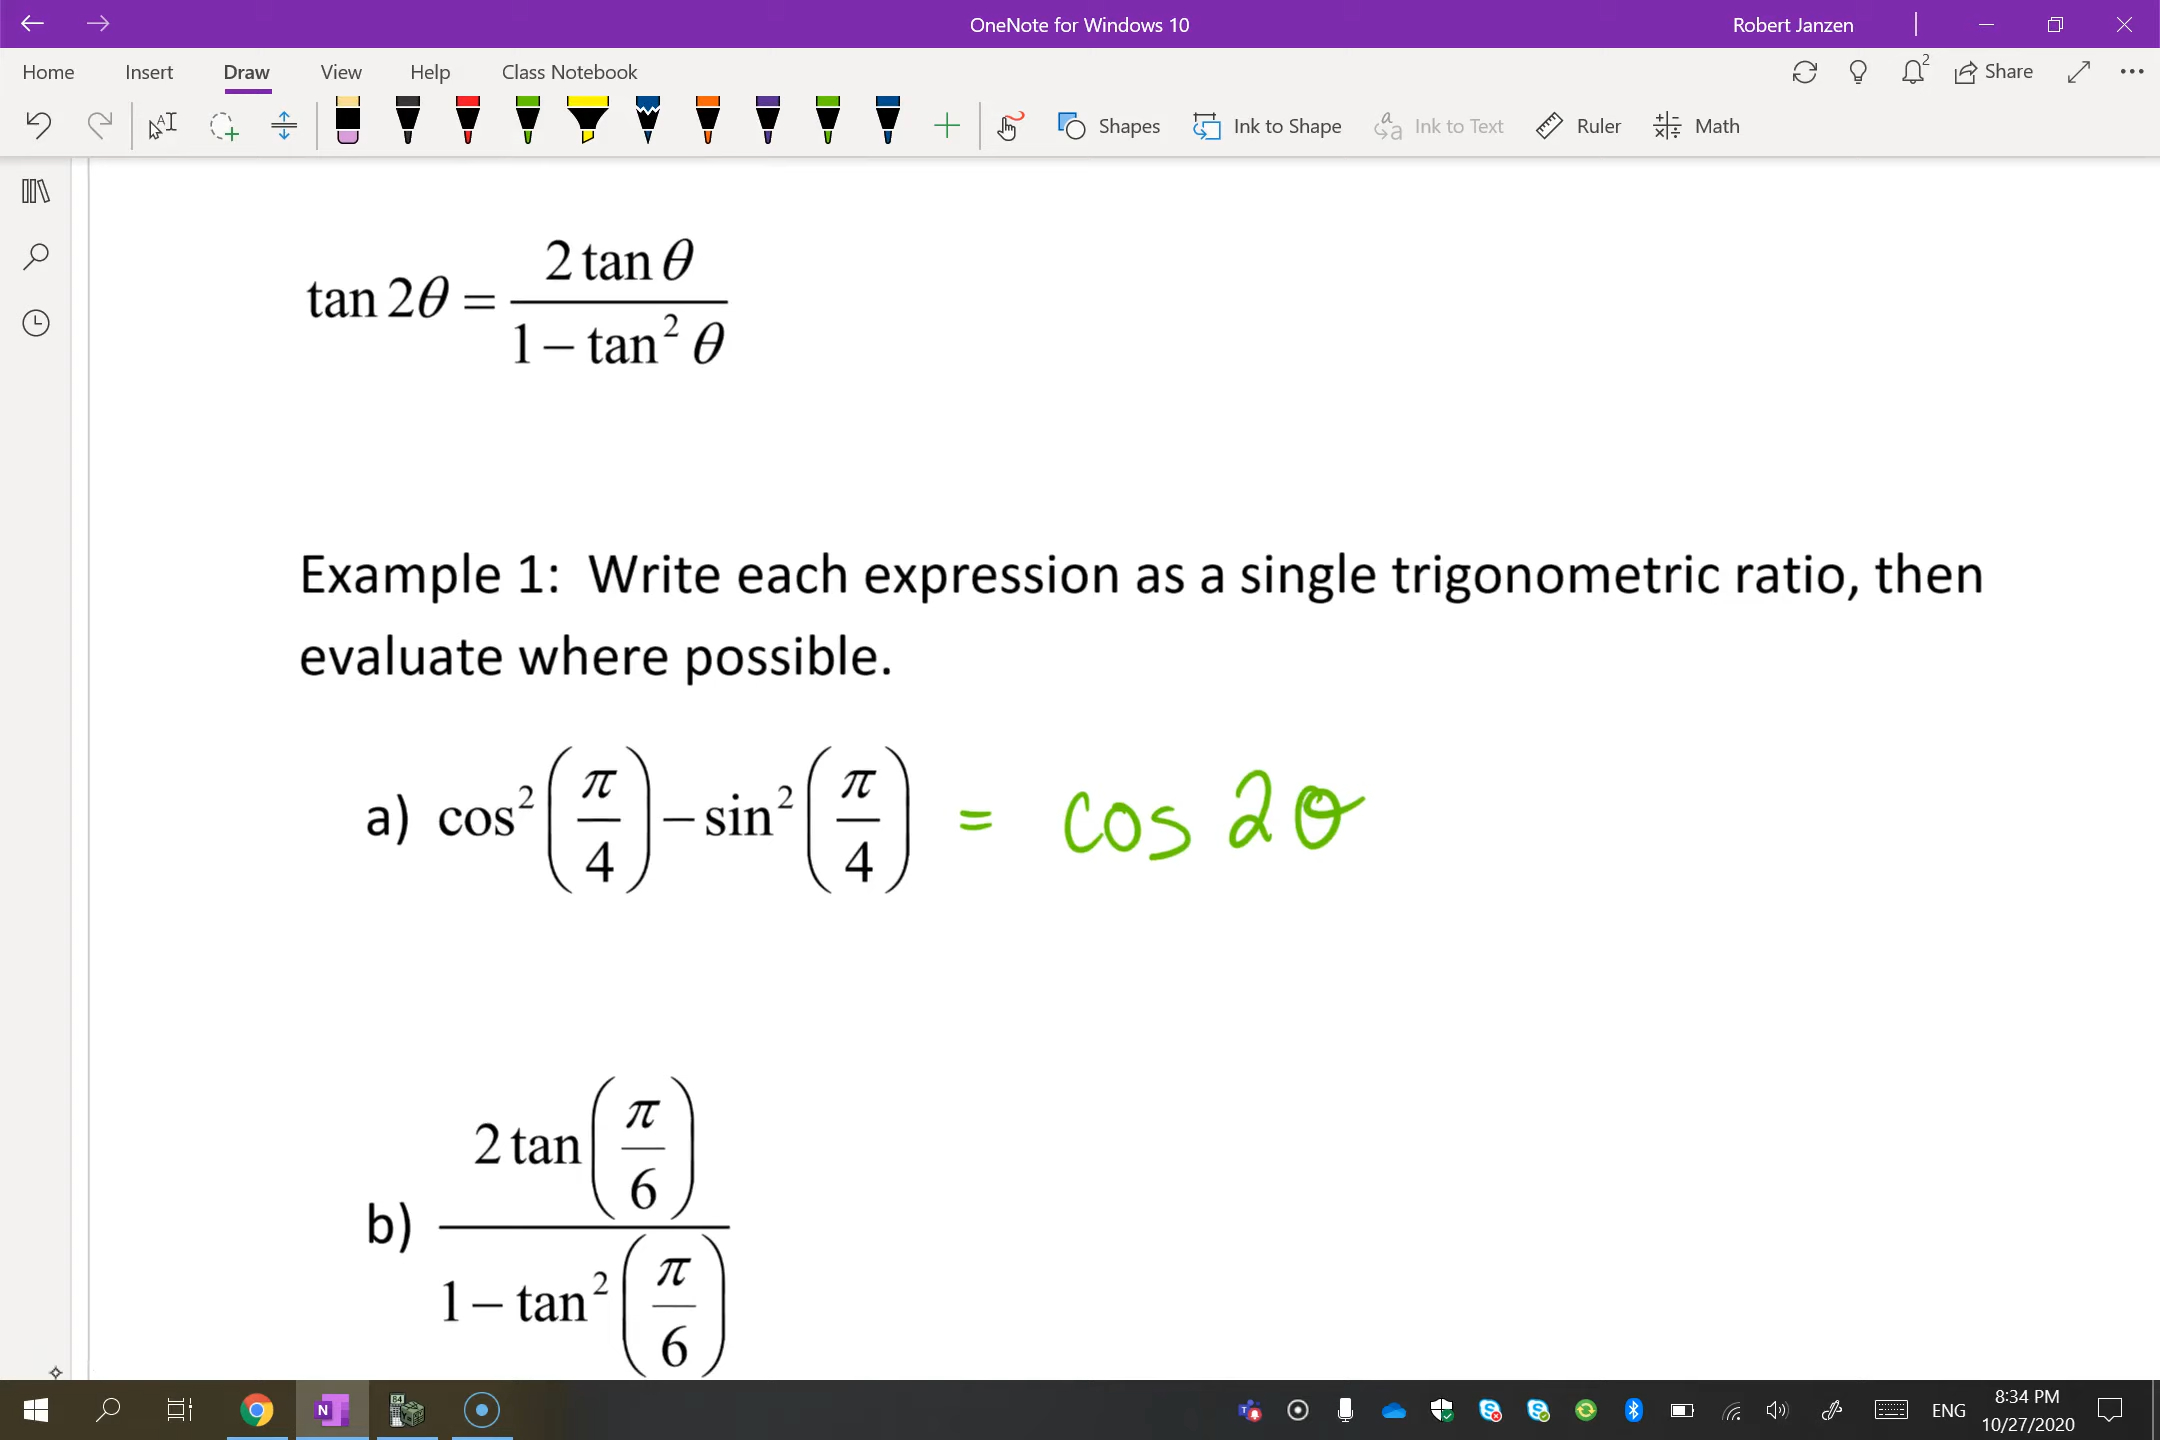 OneNote for Windows 10
Robert Janzen
Home Insert Draw View Help Class Notebook
2 Share
Shapes Ink to Shape Ink to Text Ruler Math
tan 2θ = (2 tan θ) / (1 − tan² θ)
Example 1: Write each expression as a single trigonometric ratio, then
evaluate where possible.
a) cos² (π/4) − sin² (π/4) = cos 2θ
b) (2 tan (π/6)) / (1 − tan² (π/6))
ENG
8:34 PM
10/27/2020